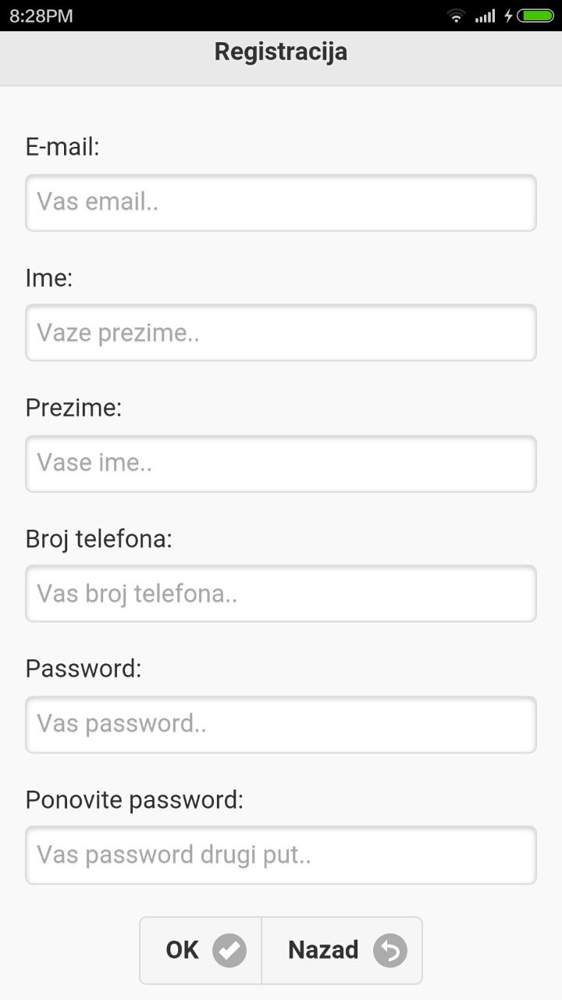 8:28PM
Registracija
E-mail:
Vas email..
Ime:
Vaze prezime..
Prezime:
Vase ime..
Broj telefona:
Vas broj telefona..
Password:
Vas password..
Ponovite password:
Vas password drugi put..
OK Nazad